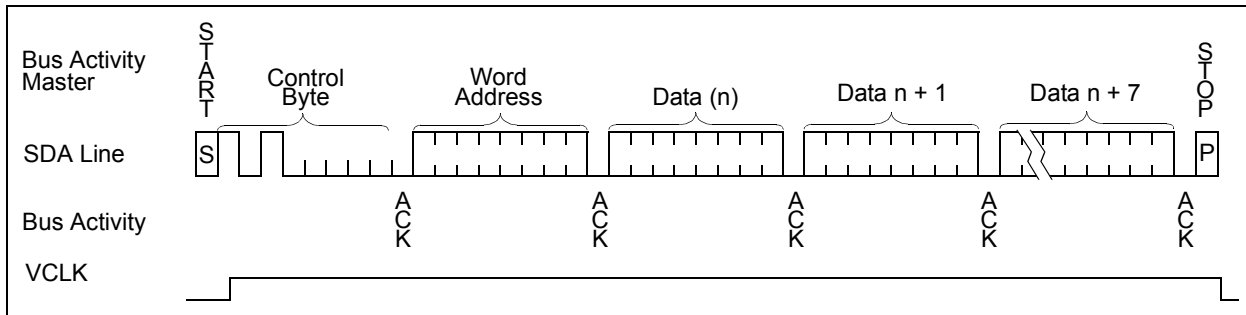 Bus Activity
Master
START
Control
Byte
Word
Address
Data (n)
Data n + 1
Data n + 7
STOP
SDA Line
S
P
Bus Activity
ACK
ACK
ACK
ACK
ACK
VCLK